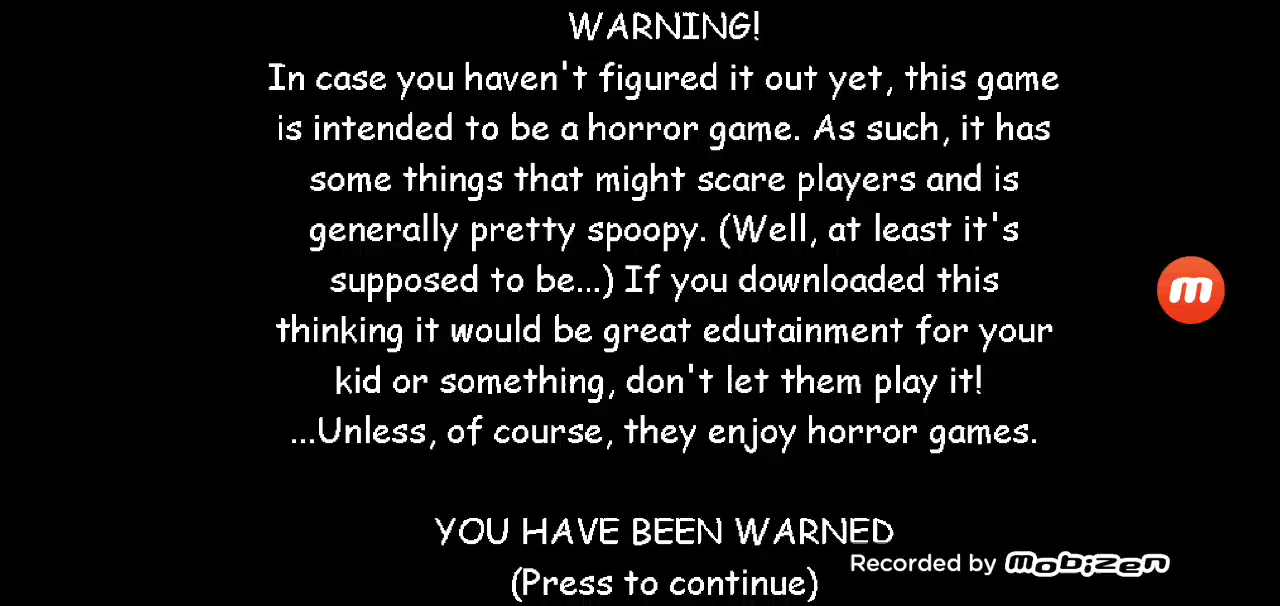 WARNING!
In case you haven't figured it out yet, this game
is intended to be a horror game. As such, it has
some things that might scare players and is
generally pretty spoopy. (Well, at least it's
supposed to be...) If you downloaded this
thinking it would be great edutainment for your
kid or something, don't let them play it!
...Unless, of course, they enjoy horror games.
YOU HAVE BEEN WARNED
Recorded by mobizen
(Press to continue)